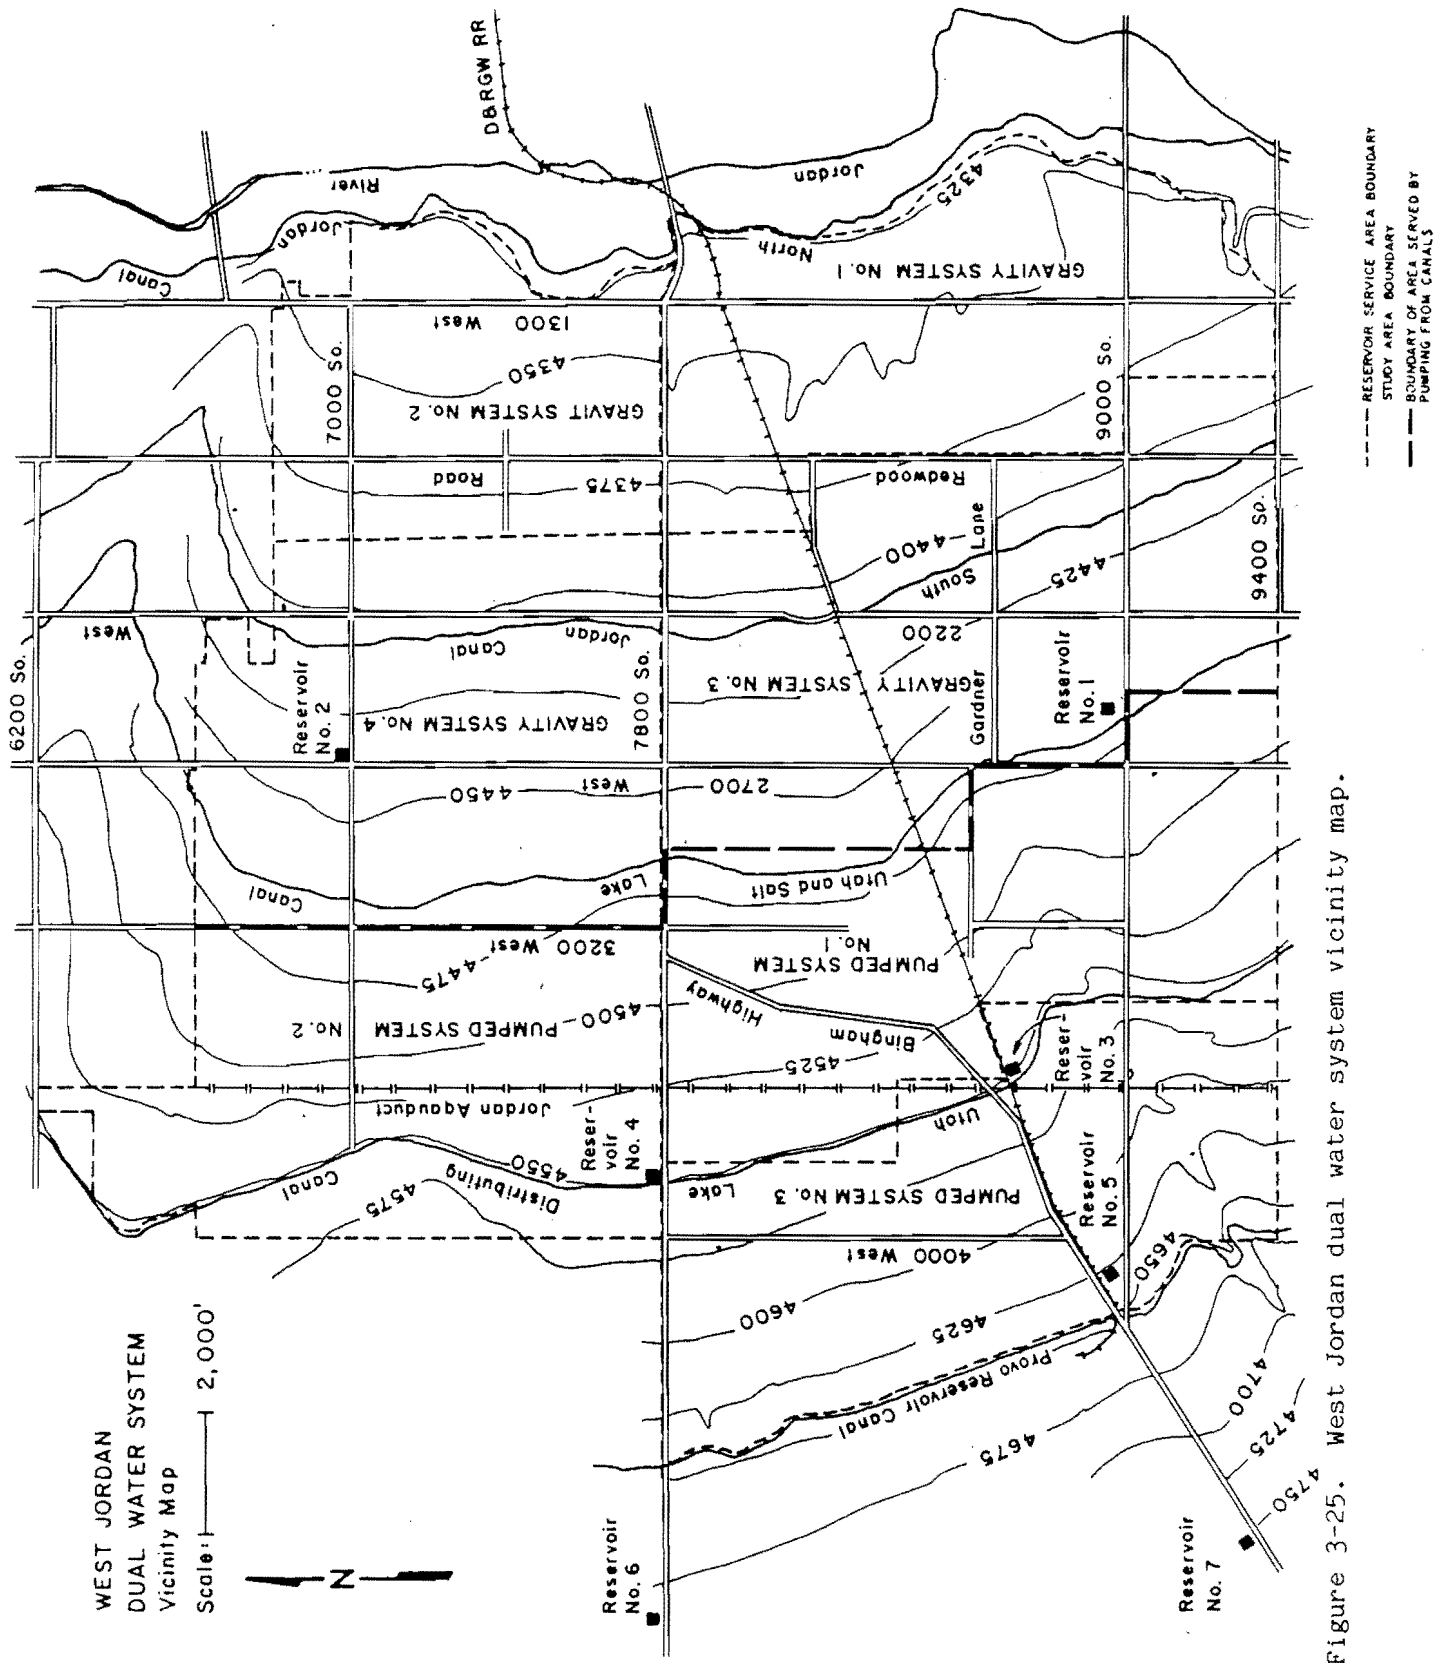 WEST JORDAN
DUAL WATER SYSTEM
Vicinity Map
Scale: 2,000'
N
6200 So.
7000 So.
7800 So.
9000 So.
9400 So.
D&RGW RR
River
Jordan
Jordan
Canal
North
4325
GRAVITY SYSTEM No. 1
1300 West
4350
GRAVIT SYSTEM No. 2
Road
4375
Redwood
Lane
4400
South
4425
West
Canal
Jordan
2200
Reservoir
No. 2
GRAVITY SYSTEM No. 4
GRAVITY SYSTEM No. 3
Gardner
Reservoir
No. 1
4450
West
2700
Canal
Lake
Utah and Salt
3200 West
4475
PUMPED SYSTEM
No. 1
PUMPED SYSTEM No. 2
4500
Highway
Bingham
4525
Reser-
voir
No. 3
Jordan Aquaduct
Reser-
voir
No. 4
Utah
Canal
Distributing
4550
4575
Lake
PUMPED SYSTEM No. 3
Reservoir
No. 5
4000 West
4600
4625
4650
Provo Reservoir Canal
4675
4700
4725
4750
Reservoir
No. 6
Reservoir
No. 7
RESERVOIR SERVICE AREA BOUNDARY
STUDY AREA BOUNDARY
BOUNDARY OF AREA SERVED BY
PUMPING FROM CANALS
Figure 3-25. West Jordan dual water system vicinity map.